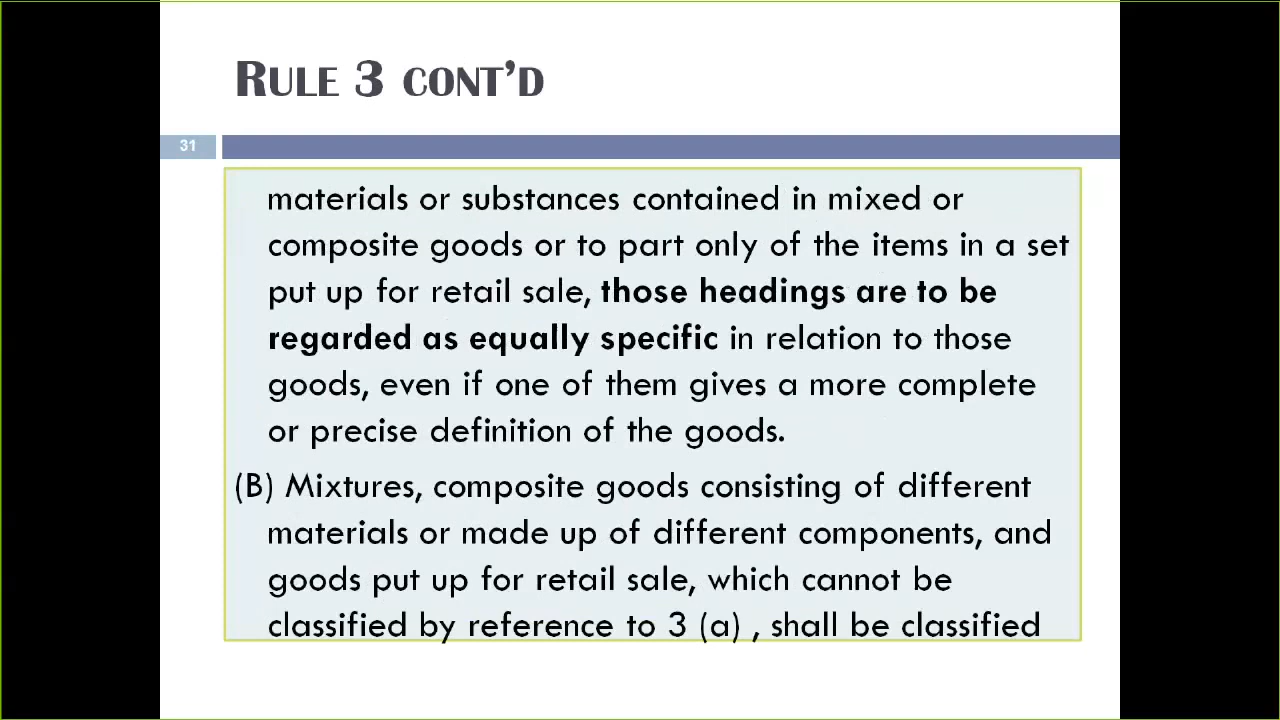 RULE 3 CONT'D
31
materials or substances contained in mixed or
composite goods or to part only of the items in a set
put up for retail sale, those headings are to be
regarded as equally specific in relation to those
goods, even if one of them gives a more complete
or precise definition of the goods.
(B) Mixtures, composite goods consisting of different
materials or made up of different components, and
goods put up for retail sale, which cannot be
classified by reference to 3 (a) , shall be classified